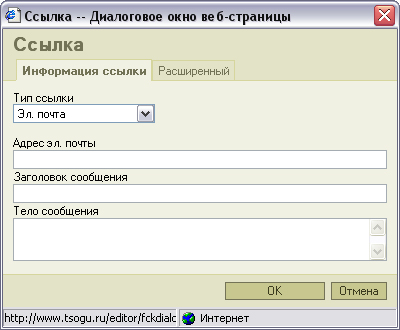 Ссылка -- Диалоговое окно веб-страницы
Ссылка
Информация ссылки Расширенный
Тип ссылки
Эл. почта
Адрес эл. почты
Заголовок сообщения
Тело сообщения
OK Отмена
http://www.tsogu.ru/editor/fckdialo Интернет